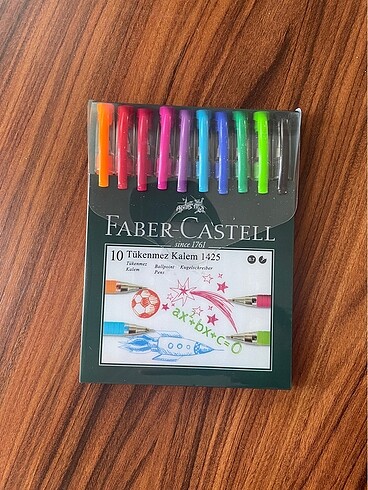 FABER-CASTELL
since 1761
10 Tükenmez Kalem 1425
Tükenmez Ballpoint Kugelschreiber
Kalem Pens
ax+bx+c=0